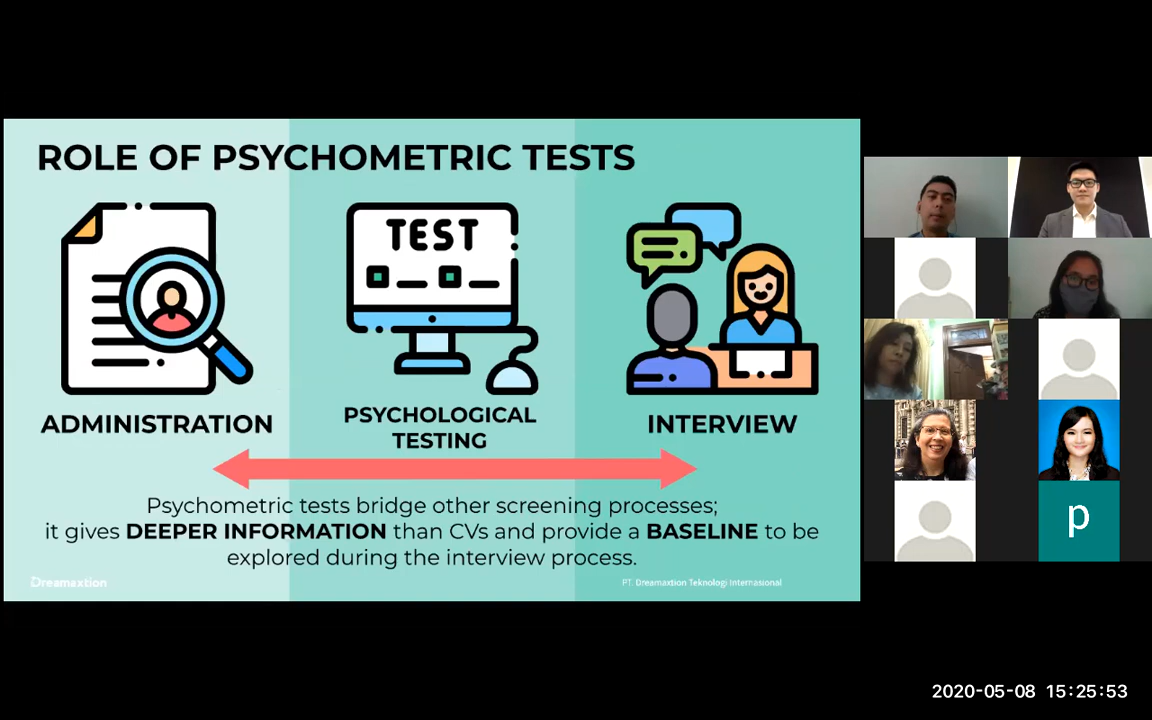 ROLE OF PSYCHOMETRIC TESTS
TEST
ADMINISTRATION
PSYCHOLOGICAL
TESTING
INTERVIEW
Psychometric tests bridge other screening processes;
it gives DEEPER INFORMATION than CVs and provide a BASELINE to be
explored during the interview process.
Dreamaxtion
PT. Dreamaxtion Teknologi Internasional
p
2020-05-08 15:25:53